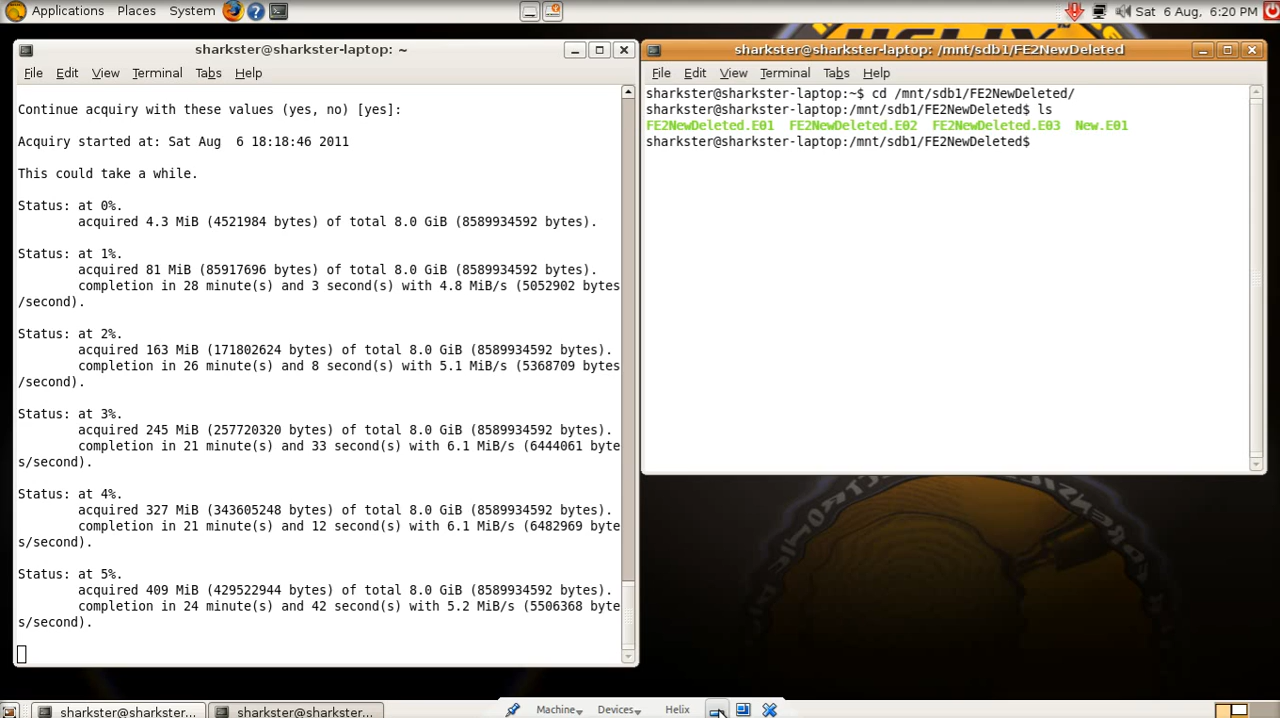 Applications Places System Sat 6 Aug, 6:20 PM
sharkster@sharkster-laptop: ~
File Edit View Terminal Tabs Help
Continue acquiry with these values (yes, no) [yes]:
Acquiry started at: Sat Aug  6 18:18:46 2011
This could take a while.
Status: at 0%.
acquired 4.3 MiB (4521984 bytes) of total 8.0 GiB (8589934592 bytes).
Status: at 1%.
acquired 81 MiB (85917696 bytes) of total 8.0 GiB (8589934592 bytes).
completion in 28 minute(s) and 3 second(s) with 4.8 MiB/s (5052902 bytes
/second).
Status: at 2%.
acquired 163 MiB (171802624 bytes) of total 8.0 GiB (8589934592 bytes).
completion in 26 minute(s) and 8 second(s) with 5.1 MiB/s (5368709 bytes
/second).
Status: at 3%.
acquired 245 MiB (257720320 bytes) of total 8.0 GiB (8589934592 bytes).
completion in 21 minute(s) and 33 second(s) with 6.1 MiB/s (6444061 byte
s/second).
Status: at 4%.
acquired 327 MiB (343605248 bytes) of total 8.0 GiB (8589934592 bytes).
completion in 21 minute(s) and 12 second(s) with 6.1 MiB/s (6482969 byte
s/second).
Status: at 5%.
acquired 409 MiB (429522944 bytes) of total 8.0 GiB (8589934592 bytes).
completion in 24 minute(s) and 42 second(s) with 5.2 MiB/s (5506368 byte
s/second).
sharkster@sharkster-laptop: /mnt/sdb1/FE2NewDeleted
File Edit View Terminal Tabs Help
sharkster@sharkster-laptop:~$ cd /mnt/sdb1/FE2NewDeleted/
sharkster@sharkster-laptop:/mnt/sdb1/FE2NewDeleted$ ls
FE2NewDeleted.E01  FE2NewDeleted.E02  FE2NewDeleted.E03  New.E01
sharkster@sharkster-laptop:/mnt/sdb1/FE2NewDeleted$
sharkster@sharkster... sharkster@sharkster... Machine Devices Helix